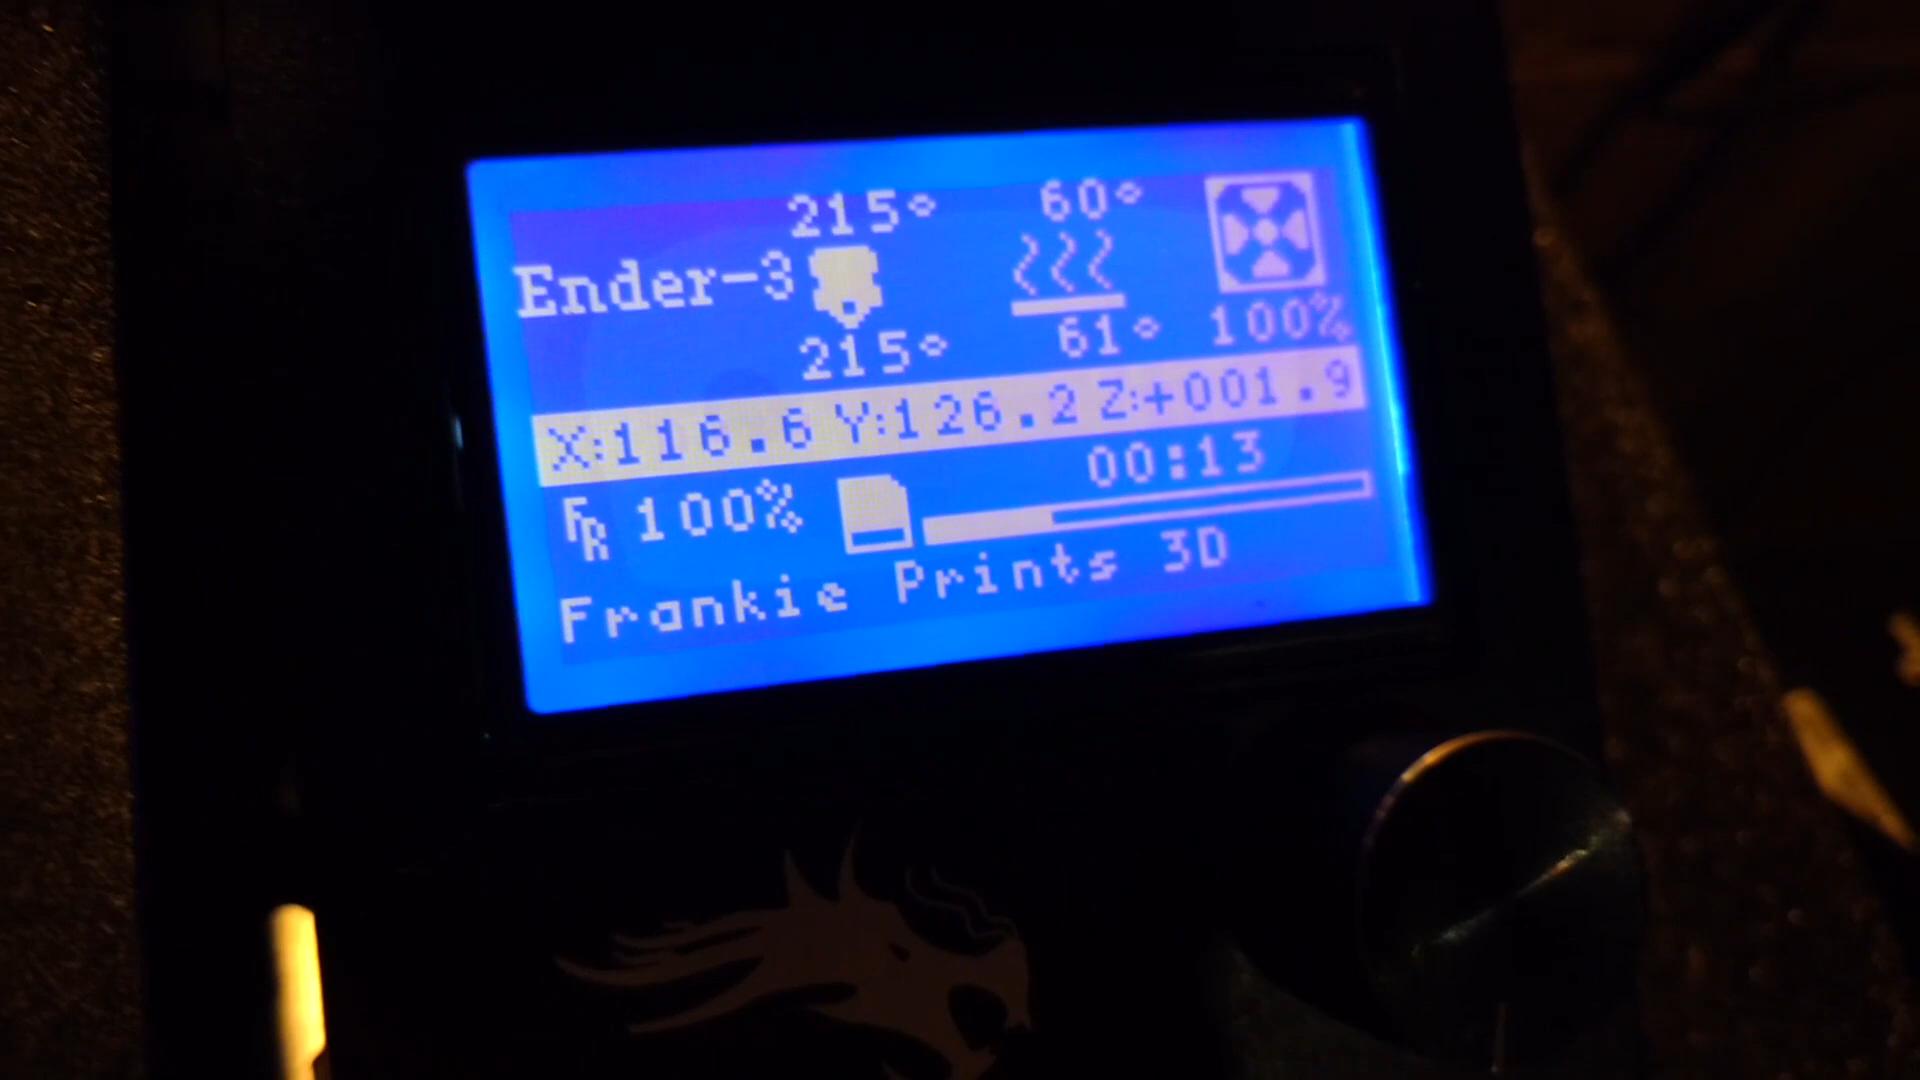 215° 60°
Ender-3
215° 61° 100%
X:116.6 Y:126.2 Z:+001.9
00:13
FR 100%
Frankie Prints 3D